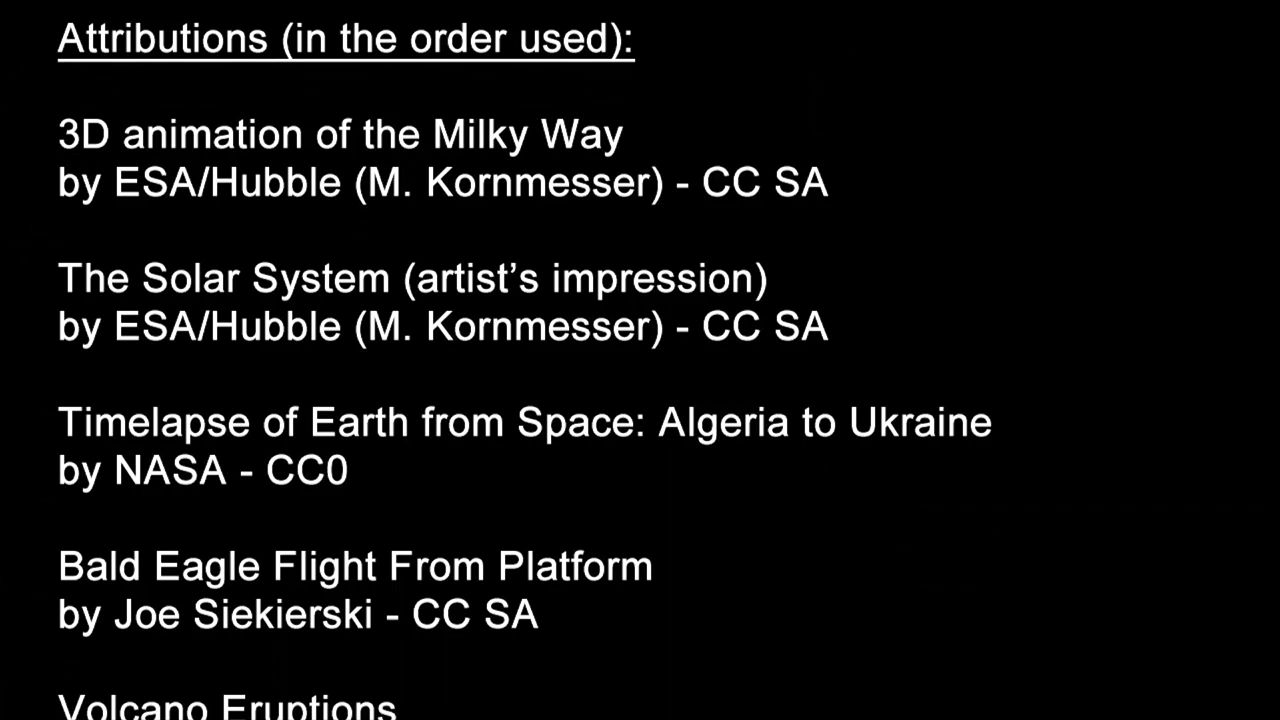 Attributions (in the order used):
3D animation of the Milky Way
by ESA/Hubble (M. Kornmesser) - CC SA
The Solar System (artist’s impression)
by ESA/Hubble (M. Kornmesser) - CC SA
Timelapse of Earth from Space: Algeria to Ukraine
by NASA - CC0
Bald Eagle Flight From Platform
by Joe Siekierski - CC SA
Volcano Eruptions